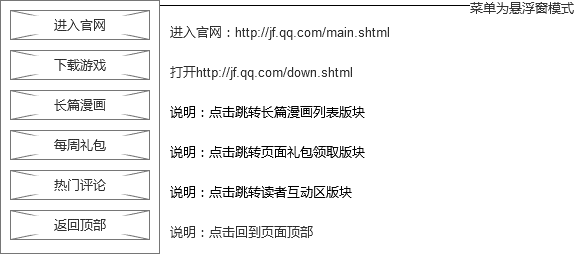 菜单为悬浮窗模式
进入官网
进入官网：http://jf.qq.com/main.shtml
下载游戏
打开http://jf.qq.com/down.shtml
长篇漫画
说明：点击跳转长篇漫画列表版块
每周礼包
说明：点击跳转页面礼包领取版块
热门评论
说明：点击跳转读者互动区版块
返回顶部
说明：点击回到页面顶部